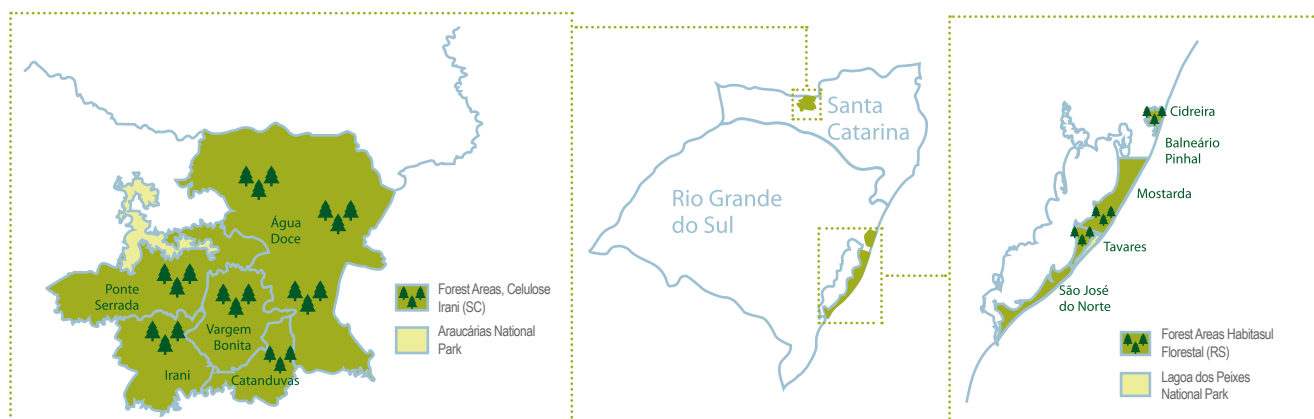 Água
Doce
Ponte
Serrada
Vargem
Bonita
Irani
Catanduvas
Forest Areas, Celulose
Irani (SC)
Araucárias National
Park
Santa
Catarina
Rio Grande
do Sul
Cidreira
Balneário
Pinhal
Mostarda
Tavares
São José
do Norte
Forest Areas Habitasul
Florestal (RS)
Lagoa dos Peixes
National Park